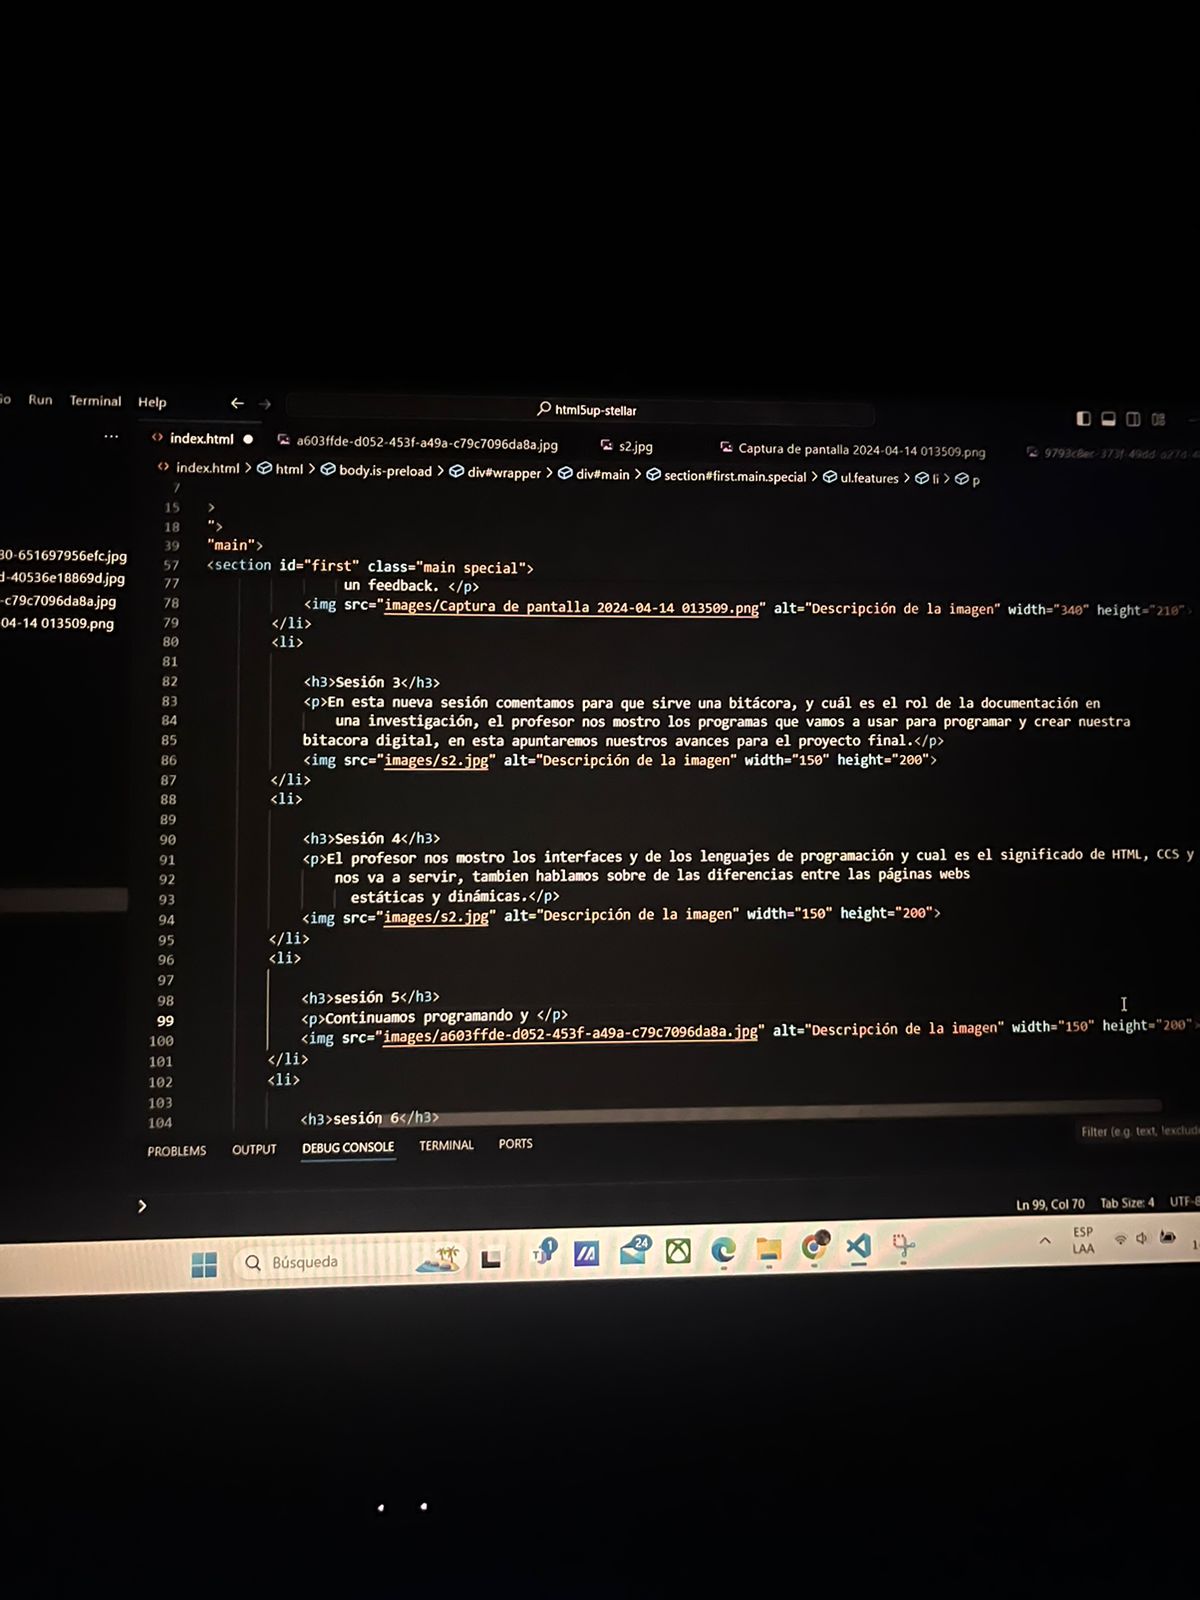 Run Terminal Help
html5up-stellar
index.html
a603ffde-d052-453f-a49a-c79c7096da8a.jpg
s2.jpg
Captura de pantalla 2024-04-14 013509.png
index.html > html > body.is-preload > div#wrapper > div#main > section#first.main.special > ul.features > li > p
7
15 >
18 ">
39 "main">
57 <section id="first" class="main special">
77 un feedback. </p>
78 <img src="images/Captura de pantalla 2024-04-14 013509.png" alt="Descripción de la imagen" width="340" height="210">
79 </li>
80 <li>
81
82 <h3>Sesión 3</h3>
83 <p>En esta nueva sesión comentamos para que sirve una bitácora, y cuál es el rol de la documentación en
84 una investigación, el profesor nos mostro los programas que vamos a usar para programar y crear nuestra
85 bitacora digital, en esta apuntaremos nuestros avances para el proyecto final.</p>
86 <img src="images/s2.jpg" alt="Descripción de la imagen" width="150" height="200">
87 </li>
88 <li>
89
90 <h3>Sesión 4</h3>
91 <p>El profesor nos mostro los interfaces y de los lenguajes de programación y cual es el significado de HTML, CCS y
92 nos va a servir, tambien hablamos sobre de las diferencias entre las páginas webs
93 estáticas y dinámicas.</p>
94 <img src="images/s2.jpg" alt="Descripción de la imagen" width="150" height="200">
95 </li>
96 <li>
97
98 <h3>sesión 5</h3>
99 <p>Continuamos programando y </p>
100 <img src="images/a603ffde-d052-453f-a49a-c79c7096da8a.jpg" alt="Descripción de la imagen" width="150" height="200">
101 </li>
102 <li>
103
104 <h3>sesión 6</h3>
30-651697956efc.jpg
d-40536e18869d.jpg
-c79c7096da8a.jpg
04-14 013509.png
PROBLEMS OUTPUT DEBUG CONSOLE TERMINAL PORTS
Filter (e.g. text, !exclude
Ln 99, Col 70 Tab Size: 4 UTF-8
Búsqueda
1
24
ESP
LAA